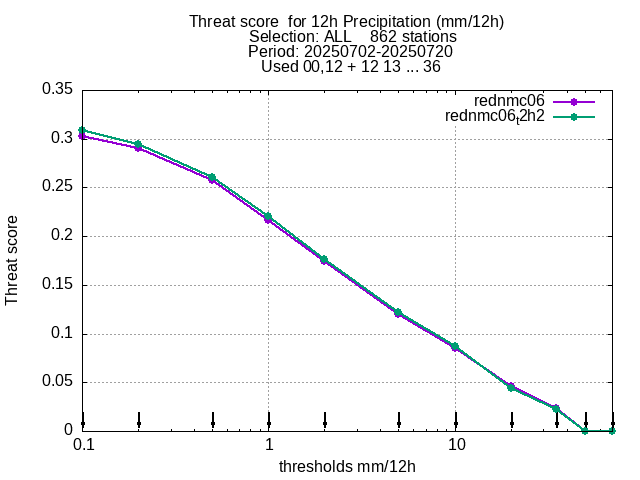 Threat score  for 12h Precipitation (mm/12h)
Selection: ALL    862 stations
Period: 20250702-20250720
Used 00,12 + 12 13 ... 36
0.35
0.3
0.25
0.2
0.15
0.1
0.05
0
Threat score
rednmc06
rednmc06,2h2
0.1
1
10
thresholds mm/12h